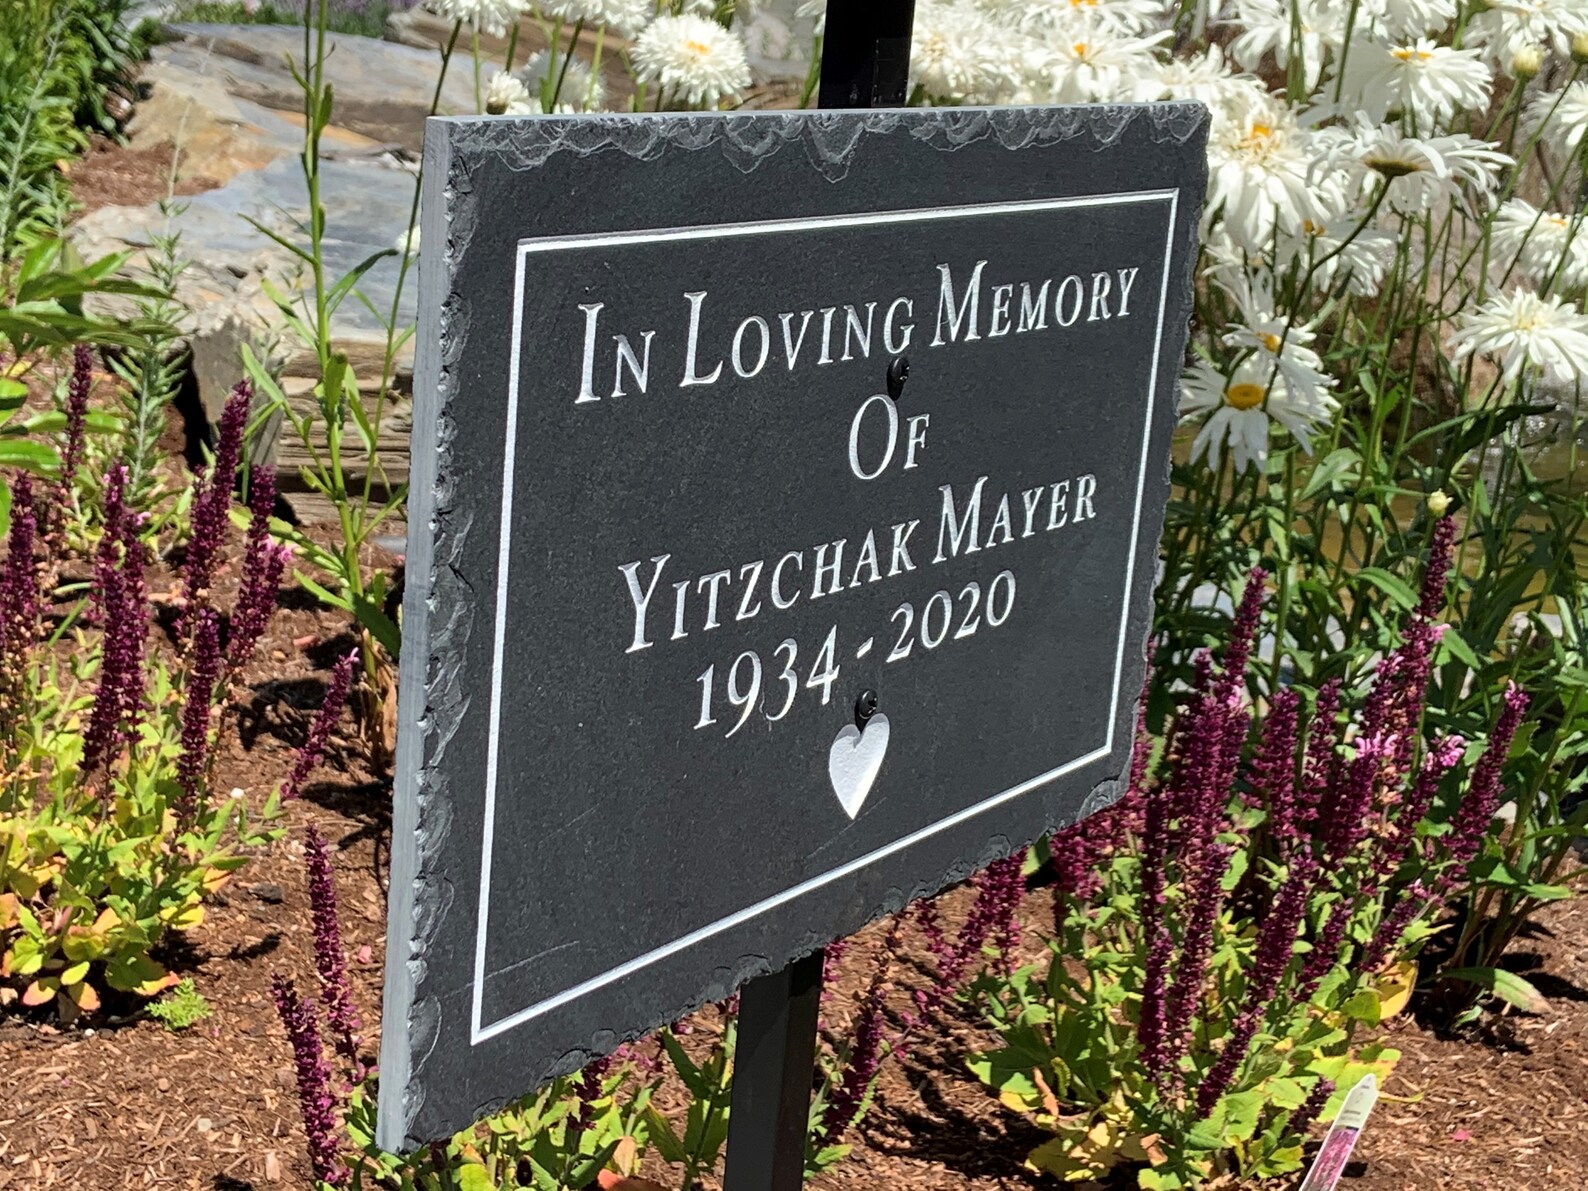 In Loving Memory
Of
Yitzchak Mayer
1934 - 2020